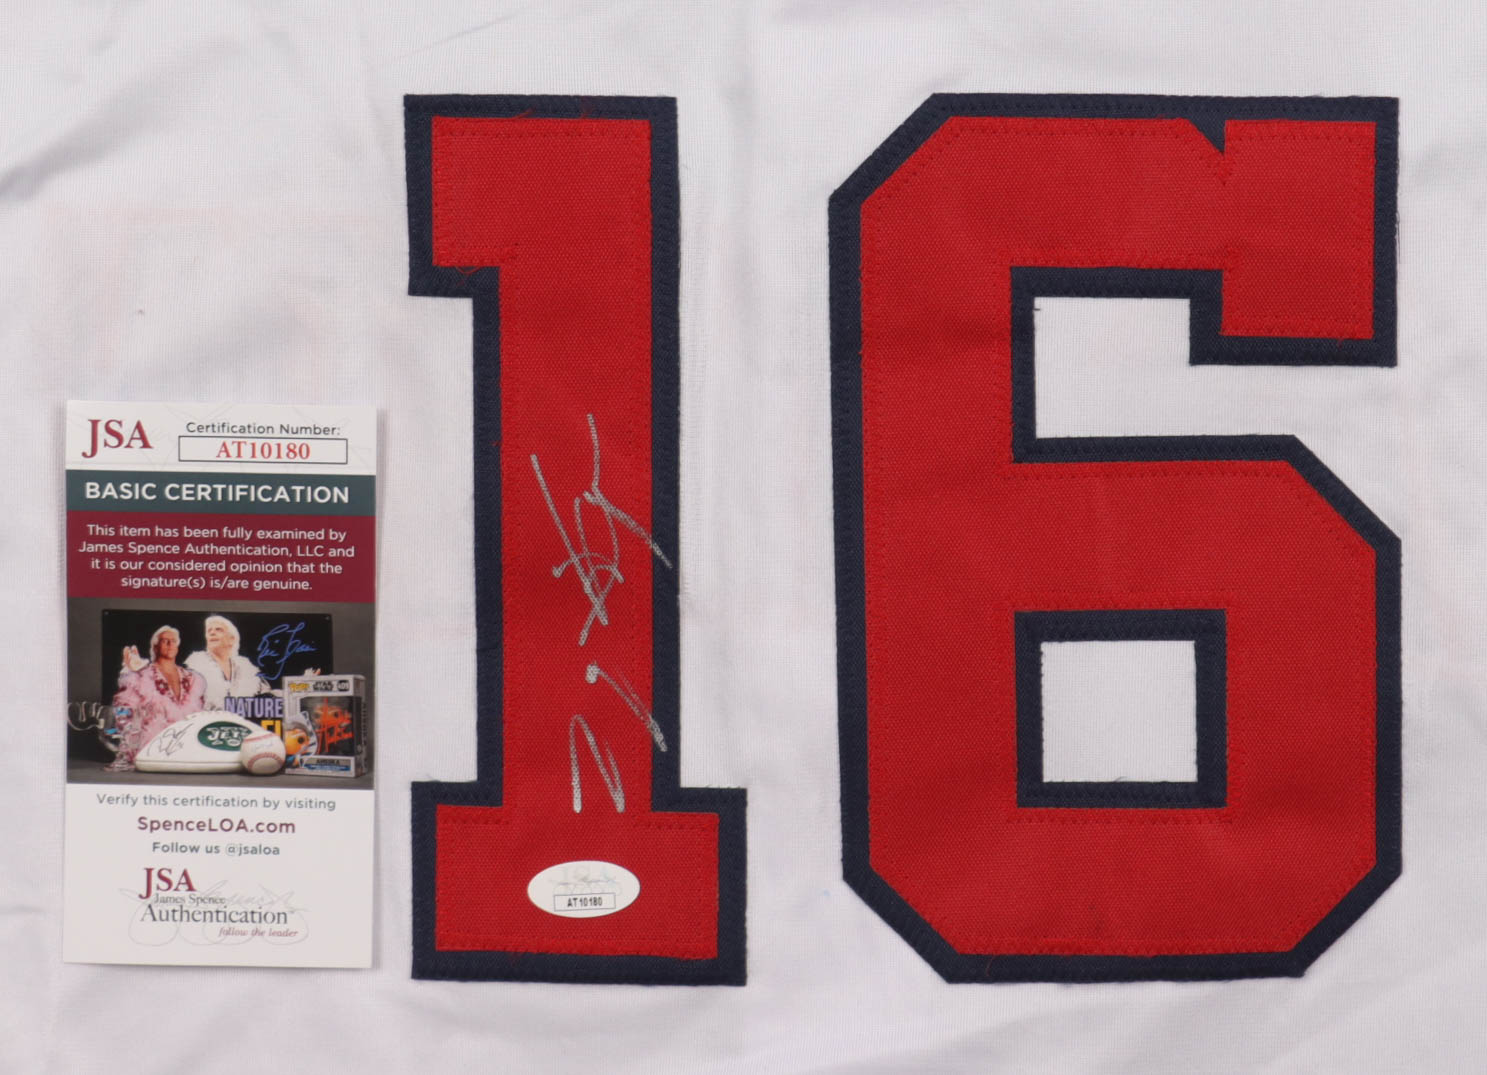 16
JSA
Certification Number:
AT10180
BASIC CERTIFICATION
This item has been fully examined by
James Spence Authentication, LLC and
it is our considered opinion that the
signature(s) is/are genuine.
NATURE
JETS
Verify this certification by visiting
SpenceLOA.com
Follow us @jsaloa
JSA
James Spence
Authentication
follow the leader
AT10180